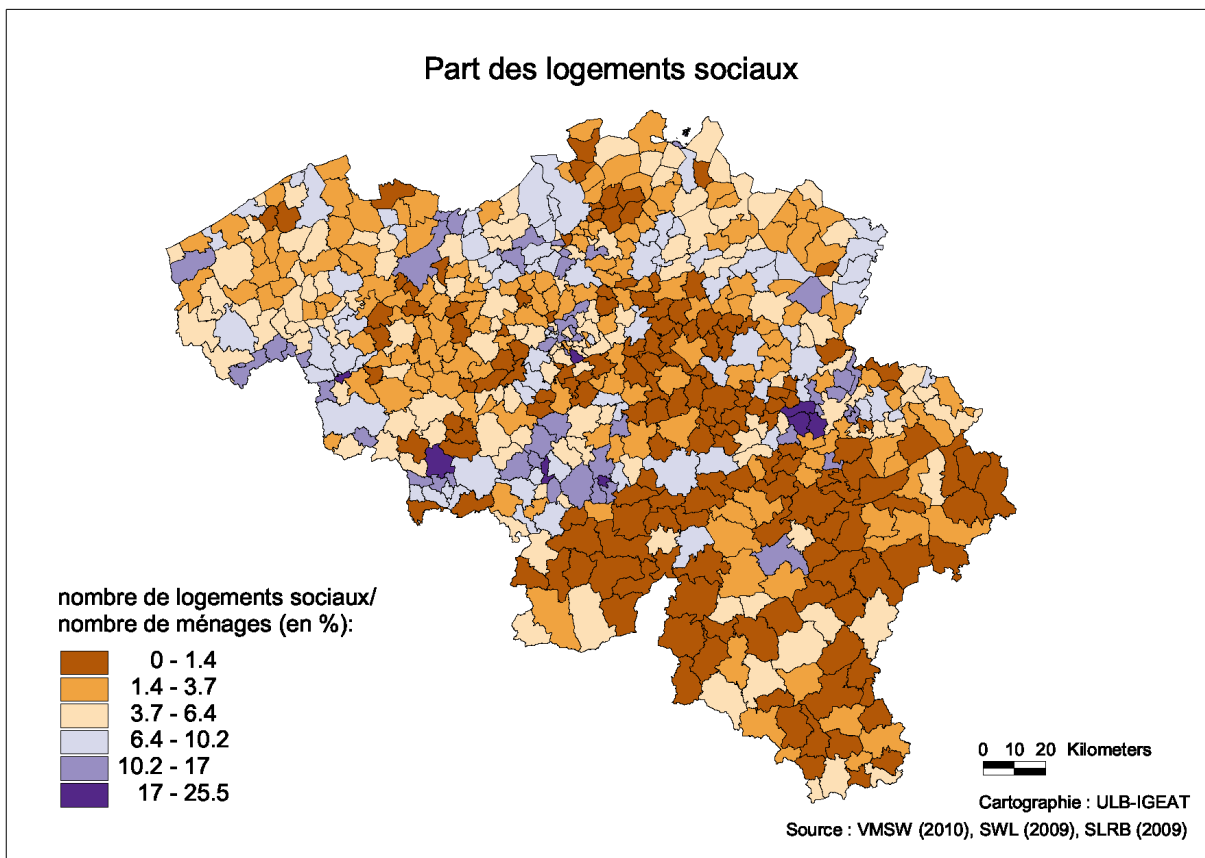 Part des logements sociaux
nombre de logements sociaux/
nombre de ménages (en %):
0 - 1.4
1.4 - 3.7
3.7 - 6.4
6.4 - 10.2
10.2 - 17
17 - 25.5
0 10 20 Kilometers
Cartographie : ULB-IGEAT
Source : VMSW (2010), SWL (2009), SLRB (2009)